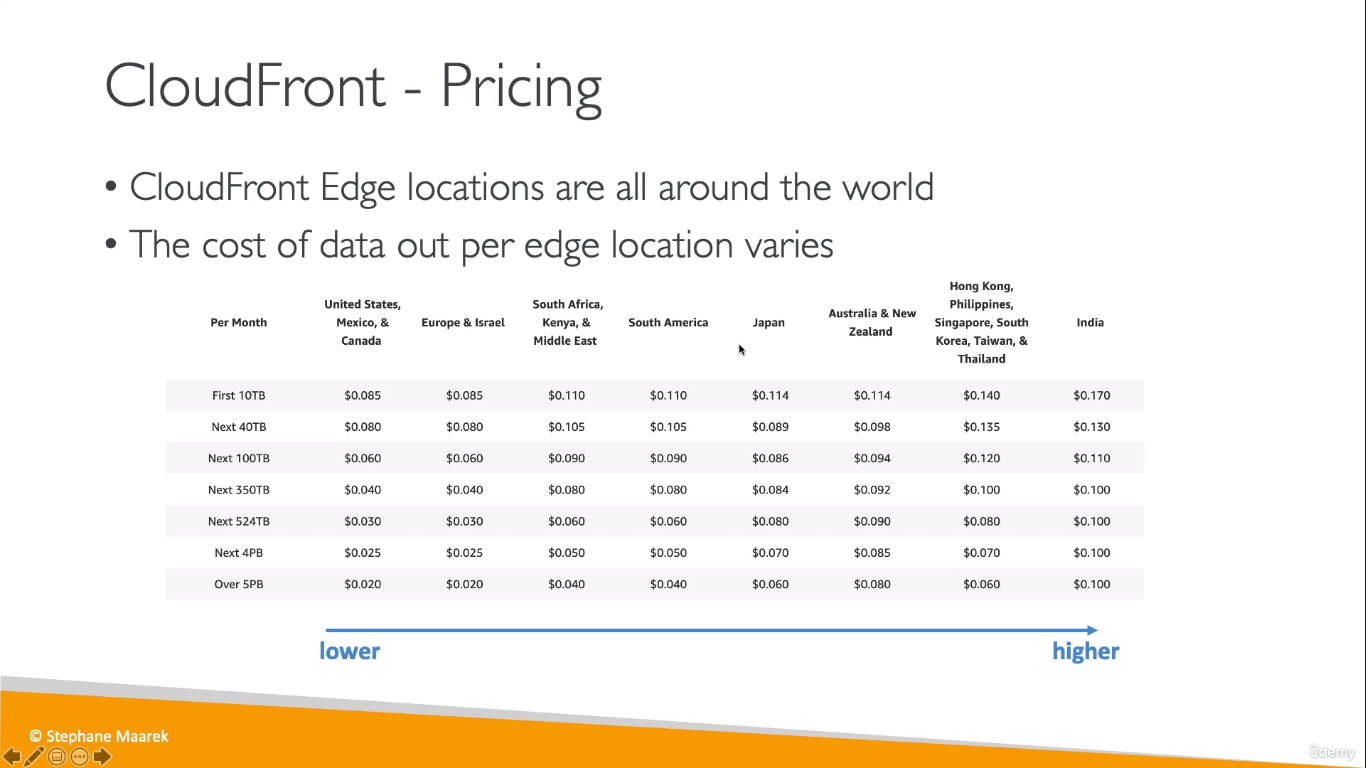 CloudFront - Pricing
• CloudFront Edge locations are all around the world
• The cost of data out per edge location varies
Per Month
United States,
Mexico, &
Canada
Europe & Israel
South Africa,
Kenya, &
Middle East
South America
Japan
Australia & New
Zealand
Hong Kong,
Philippines,
Singapore, South
Korea, Taiwan, &
Thailand
India
First 10TB $0.085 $0.085 $0.110 $0.110 $0.114 $0.114 $0.140 $0.170
Next 40TB $0.080 $0.080 $0.105 $0.105 $0.089 $0.098 $0.135 $0.130
Next 100TB $0.060 $0.060 $0.090 $0.090 $0.086 $0.094 $0.120 $0.110
Next 350TB $0.040 $0.040 $0.080 $0.080 $0.084 $0.092 $0.100 $0.100
Next 524TB $0.030 $0.030 $0.060 $0.060 $0.080 $0.090 $0.080 $0.100
Next 4PB $0.025 $0.025 $0.050 $0.050 $0.070 $0.085 $0.070 $0.100
Over 5PB $0.020 $0.020 $0.040 $0.040 $0.060 $0.080 $0.060 $0.100
lower higher
© Stephane Maarek
ûdemy